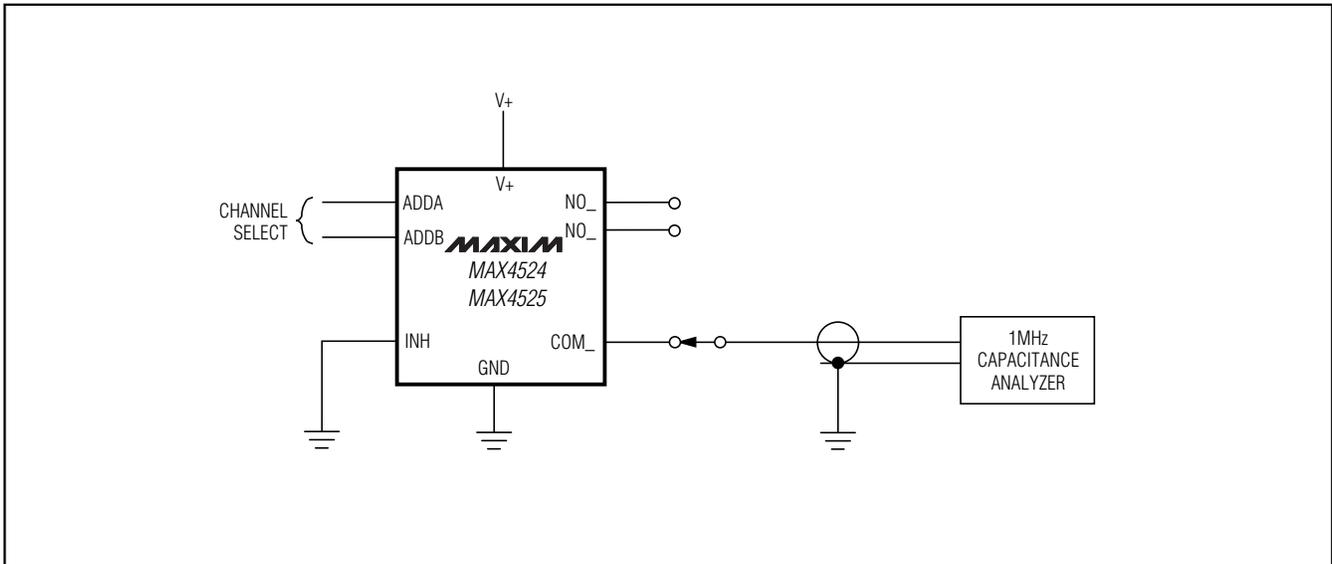 V+
V+
CHANNEL
SELECT
ADDA
ADDB
NO_
NO_
MAXIM
MAX4524
MAX4525
INH
COM_
GND
1MHz
CAPACITANCE
ANALYZER